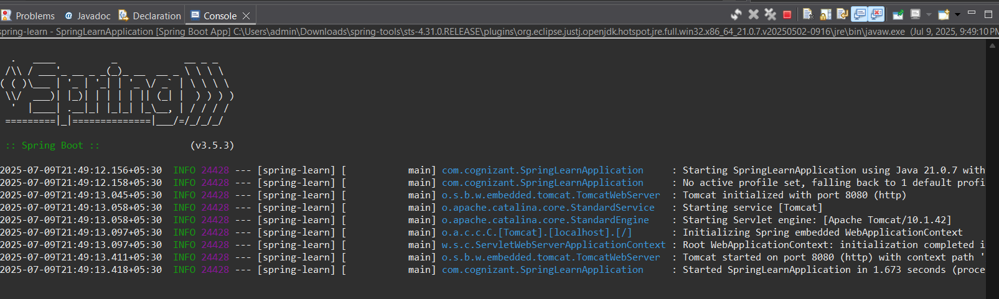 Problems @ Javadoc Declaration Console
spring-learn - SpringLearnApplication [Spring Boot App] C:\Users\admin\Downloads\spring-tools\sts-4.31.0.RELEASE\plugins\org.eclipse.justj.openjdk.hotspot.jre.full.win32.x86_64_21.0.7.v20250502-0916\jre\bin\javaw.exe (Jul 9, 2025, 9:49:10 PM
  .   ____          _            __ _ _
 /\\ / ___'_ __ _ _(_)_ __  __ _ \ \ \ \
( ( )\___ | '_ | '_| | '_ \/ _` | \ \ \ \
 \\/  ___)| |_)| | | | | || (_| |  ) ) ) )
  '  |____| .__|_| |_|_| |_\__, | / / / /
 =========|_|==============|___/=/_/_/_/
:: Spring Boot :: (v3.5.3)
2025-07-09T21:49:12.156+05:30 INFO 24428 --- [spring-learn] [ main] com.cognizant.SpringLearnApplication : Starting SpringLearnApplication using Java 21.0.7 with
2025-07-09T21:49:12.158+05:30 INFO 24428 --- [spring-learn] [ main] com.cognizant.SpringLearnApplication : No active profile set, falling back to 1 default profi
2025-07-09T21:49:13.045+05:30 INFO 24428 --- [spring-learn] [ main] o.s.b.w.embedded.tomcat.TomcatWebServer : Tomcat initialized with port 8080 (http)
2025-07-09T21:49:13.058+05:30 INFO 24428 --- [spring-learn] [ main] o.apache.catalina.core.StandardService : Starting service [Tomcat]
2025-07-09T21:49:13.058+05:30 INFO 24428 --- [spring-learn] [ main] o.apache.catalina.core.StandardEngine : Starting Servlet engine: [Apache Tomcat/10.1.42]
2025-07-09T21:49:13.097+05:30 INFO 24428 --- [spring-learn] [ main] o.a.c.c.C.[Tomcat].[localhost].[/] : Initializing Spring embedded WebApplicationContext
2025-07-09T21:49:13.097+05:30 INFO 24428 --- [spring-learn] [ main] w.s.c.ServletWebServerApplicationContext : Root WebApplicationContext: initialization completed i
2025-07-09T21:49:13.411+05:30 INFO 24428 --- [spring-learn] [ main] o.s.b.w.embedded.tomcat.TomcatWebServer : Tomcat started on port 8080 (http) with context path '
2025-07-09T21:49:13.418+05:30 INFO 24428 --- [spring-learn] [ main] com.cognizant.SpringLearnApplication : Started SpringLearnApplication in 1.673 seconds (proce